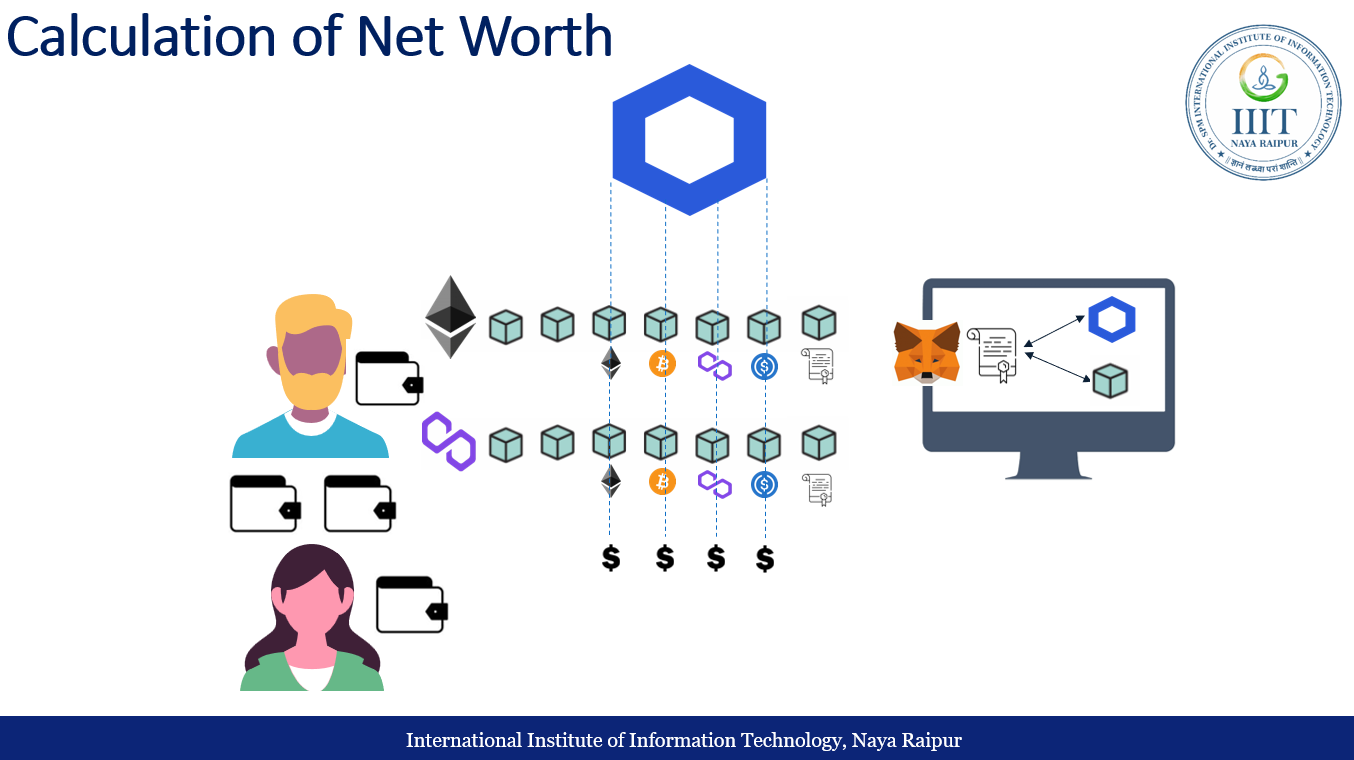 Calculation of Net Worth
Dr. SPM INTERNATIONAL INSTITUTE OF INFORMATION TECHNOLOGY
IIIT
NAYA RAIPUR
|| ज्ञानं लब्ध्वा परां शान्ति ||
$ $ $ $
International Institute of Information Technology, Naya Raipur